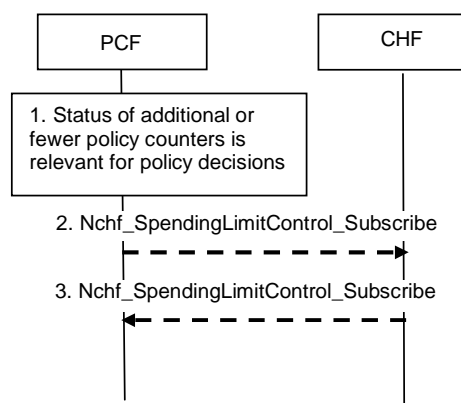 PCF
CHF
1. Status of additional or
fewer policy counters is
relevant for policy decisions
2. Nchf_SpendingLimitControl_Subscribe
3. Nchf_SpendingLimitControl_Subscribe